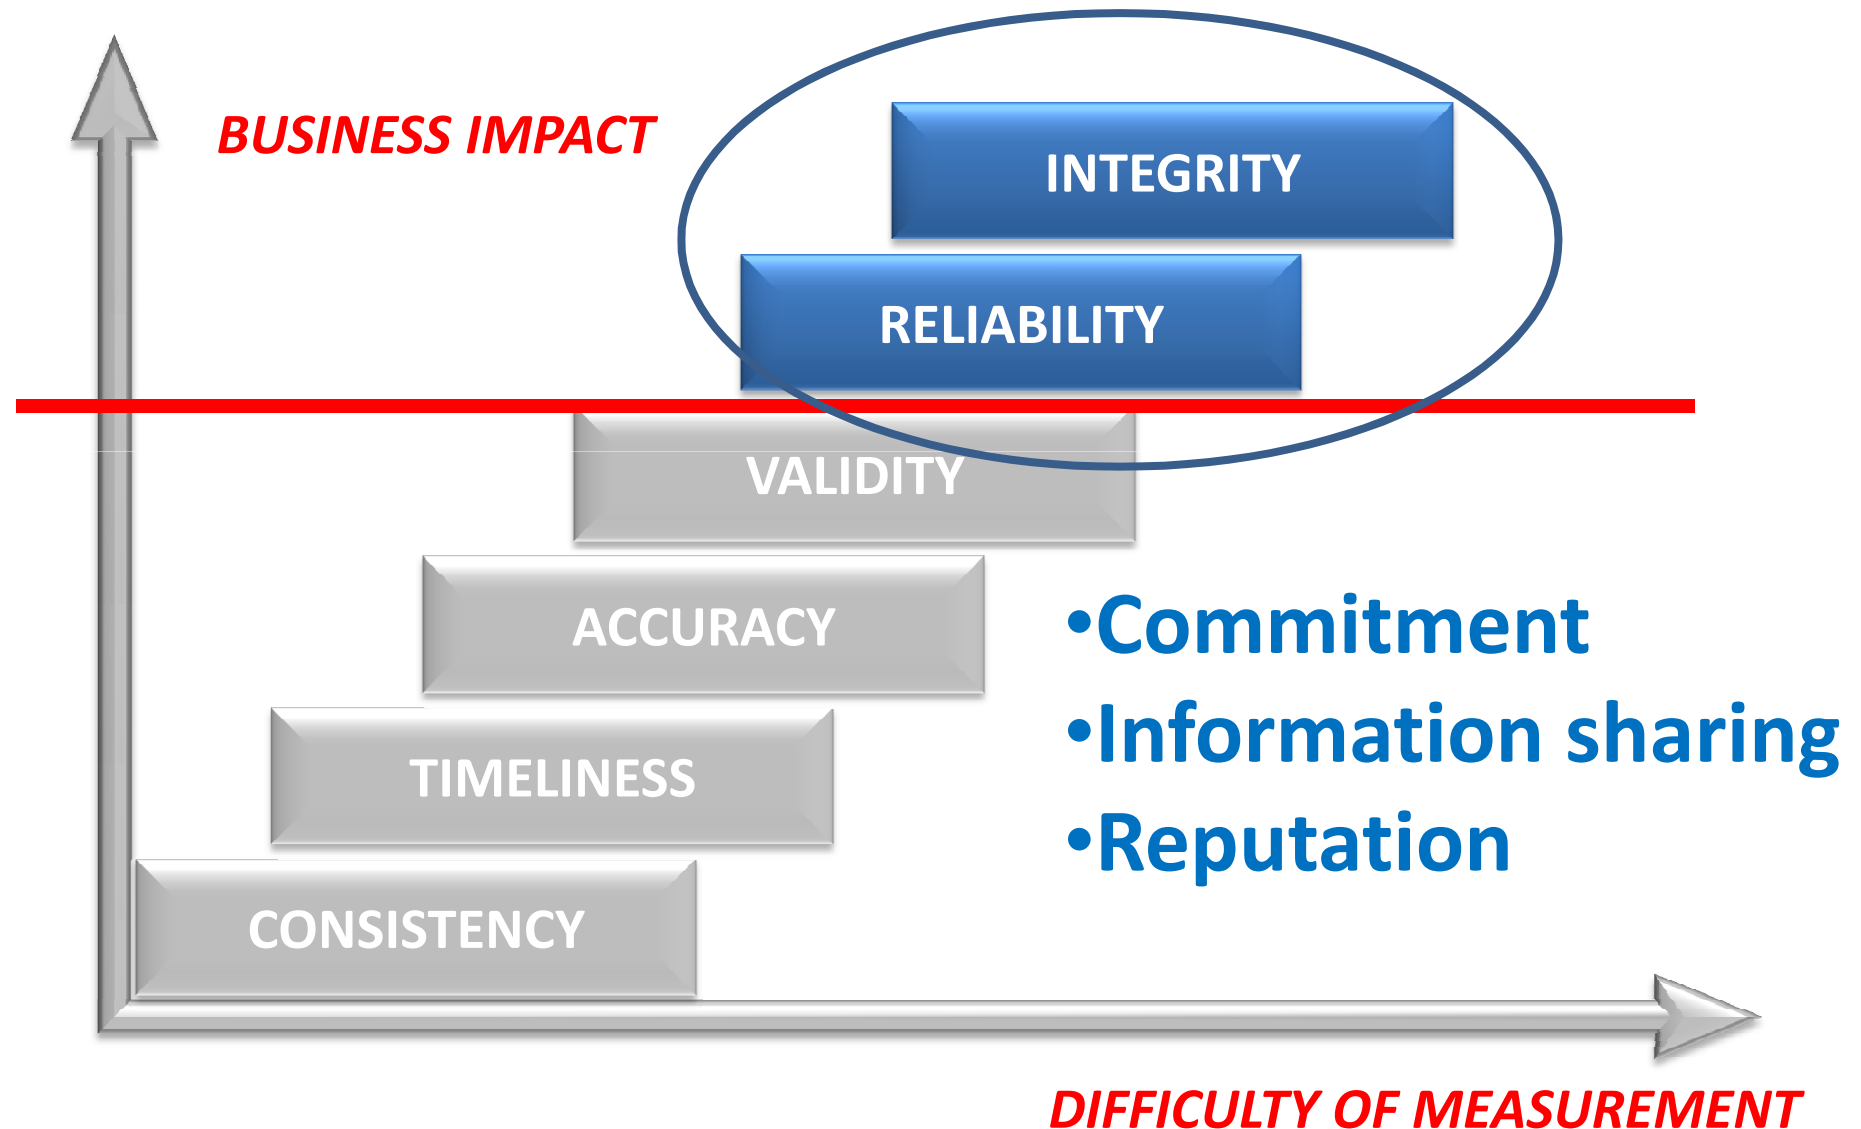 BUSINESS IMPACT
INTEGRITY
RELIABILITY
VALIDITY
ACCURACY
TIMELINESS
CONSISTENCY
•Commitment
•Information sharing
•Reputation
DIFFICULTY OF MEASUREMENT